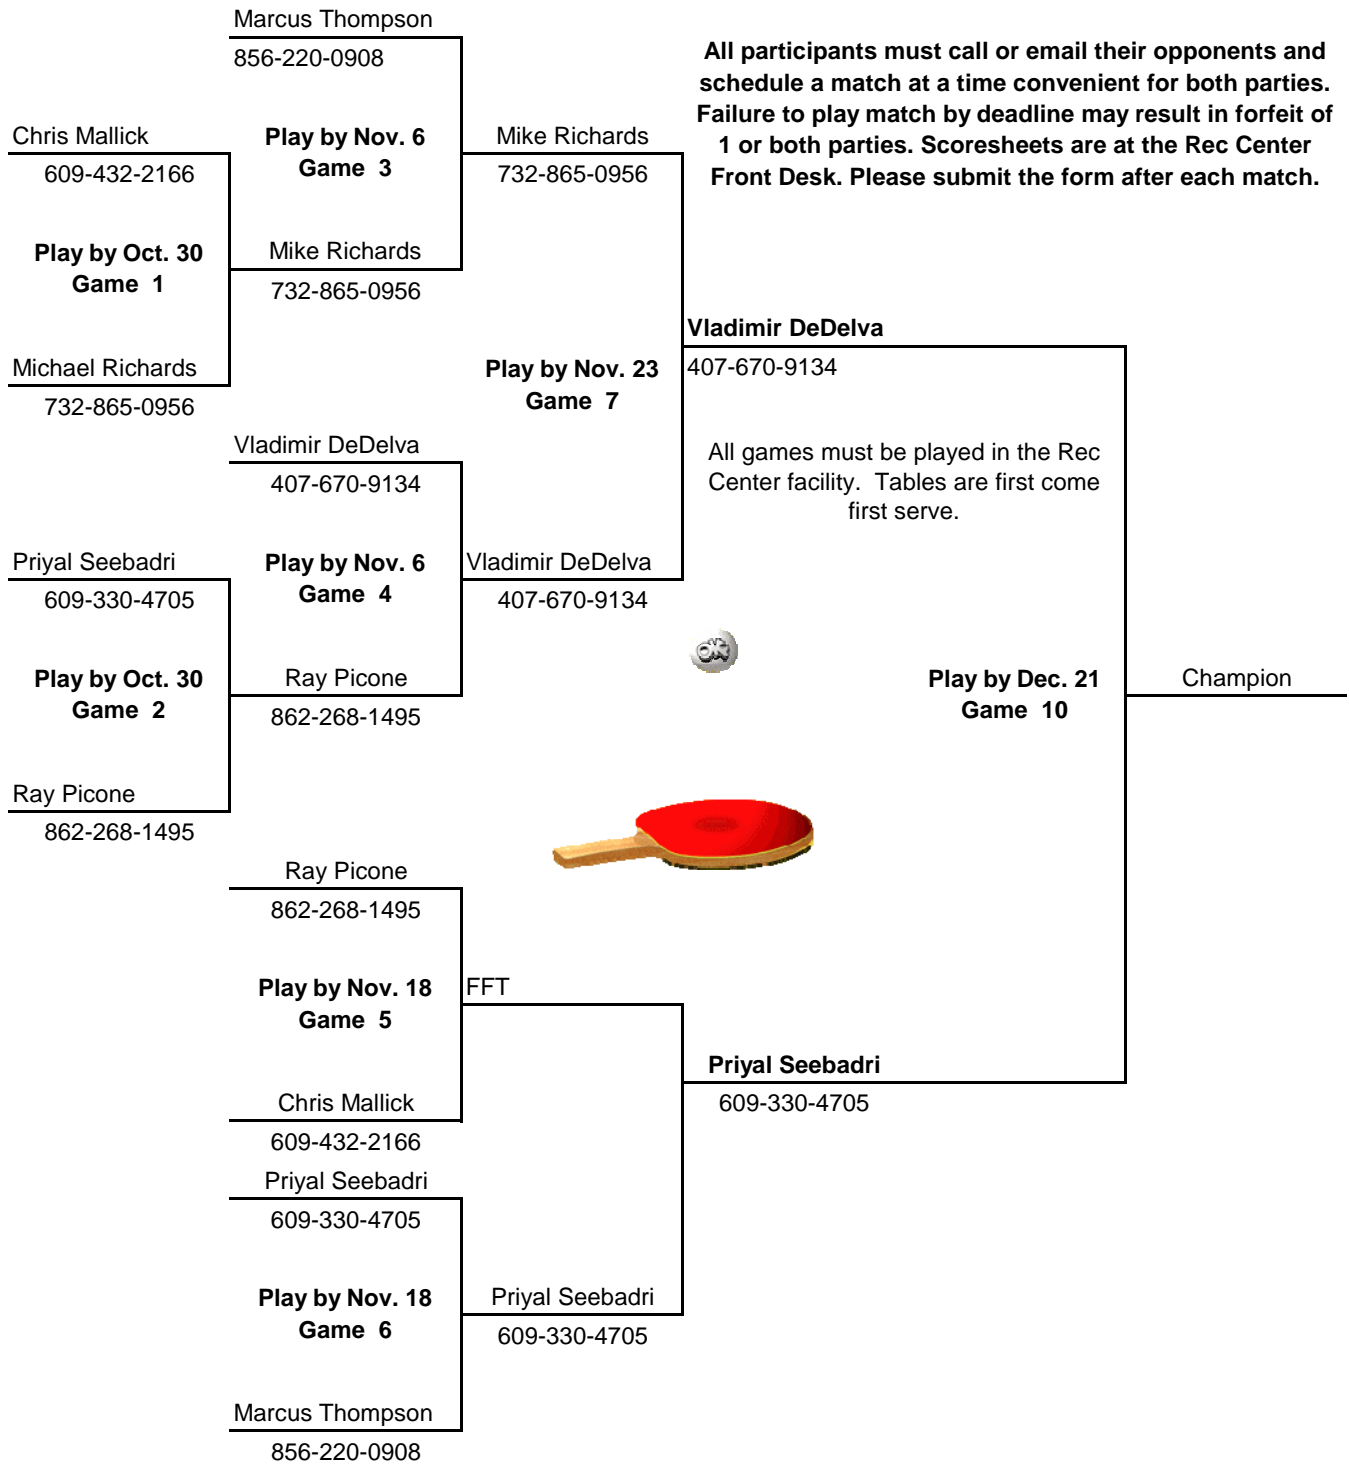 Marcus Thompson
856-220-0908
All participants must call or email their opponents and
schedule a match at a time convenient for both parties.
Failure to play match by deadline may result in forfeit of
1 or both parties. Scoresheets are at the Rec Center
Front Desk. Please submit the form after each match.
Chris Mallick
609-432-2166
Play by Nov. 6
Game 3
Mike Richards
732-865-0956
Play by Oct. 30
Game 1
Mike Richards
732-865-0956
Vladimir DeDelva
407-670-9134
Michael Richards
732-865-0956
Play by Nov. 23
Game 7
Vladimir DeDelva
407-670-9134
All games must be played in the Rec
Center facility. Tables are first come
first serve.
Priyal Seebadri
609-330-4705
Play by Nov. 6
Game 4
Vladimir DeDelva
407-670-9134
OK
Play by Oct. 30
Game 2
Ray Picone
862-268-1495
Play by Dec. 21
Game 10
Champion
Ray Picone
862-268-1495
Ray Picone
862-268-1495
Play by Nov. 18
Game 5
FFT
Priyal Seebadri
609-330-4705
Chris Mallick
609-432-2166
Priyal Seebadri
609-330-4705
Play by Nov. 18
Game 6
Priyal Seebadri
609-330-4705
Marcus Thompson
856-220-0908